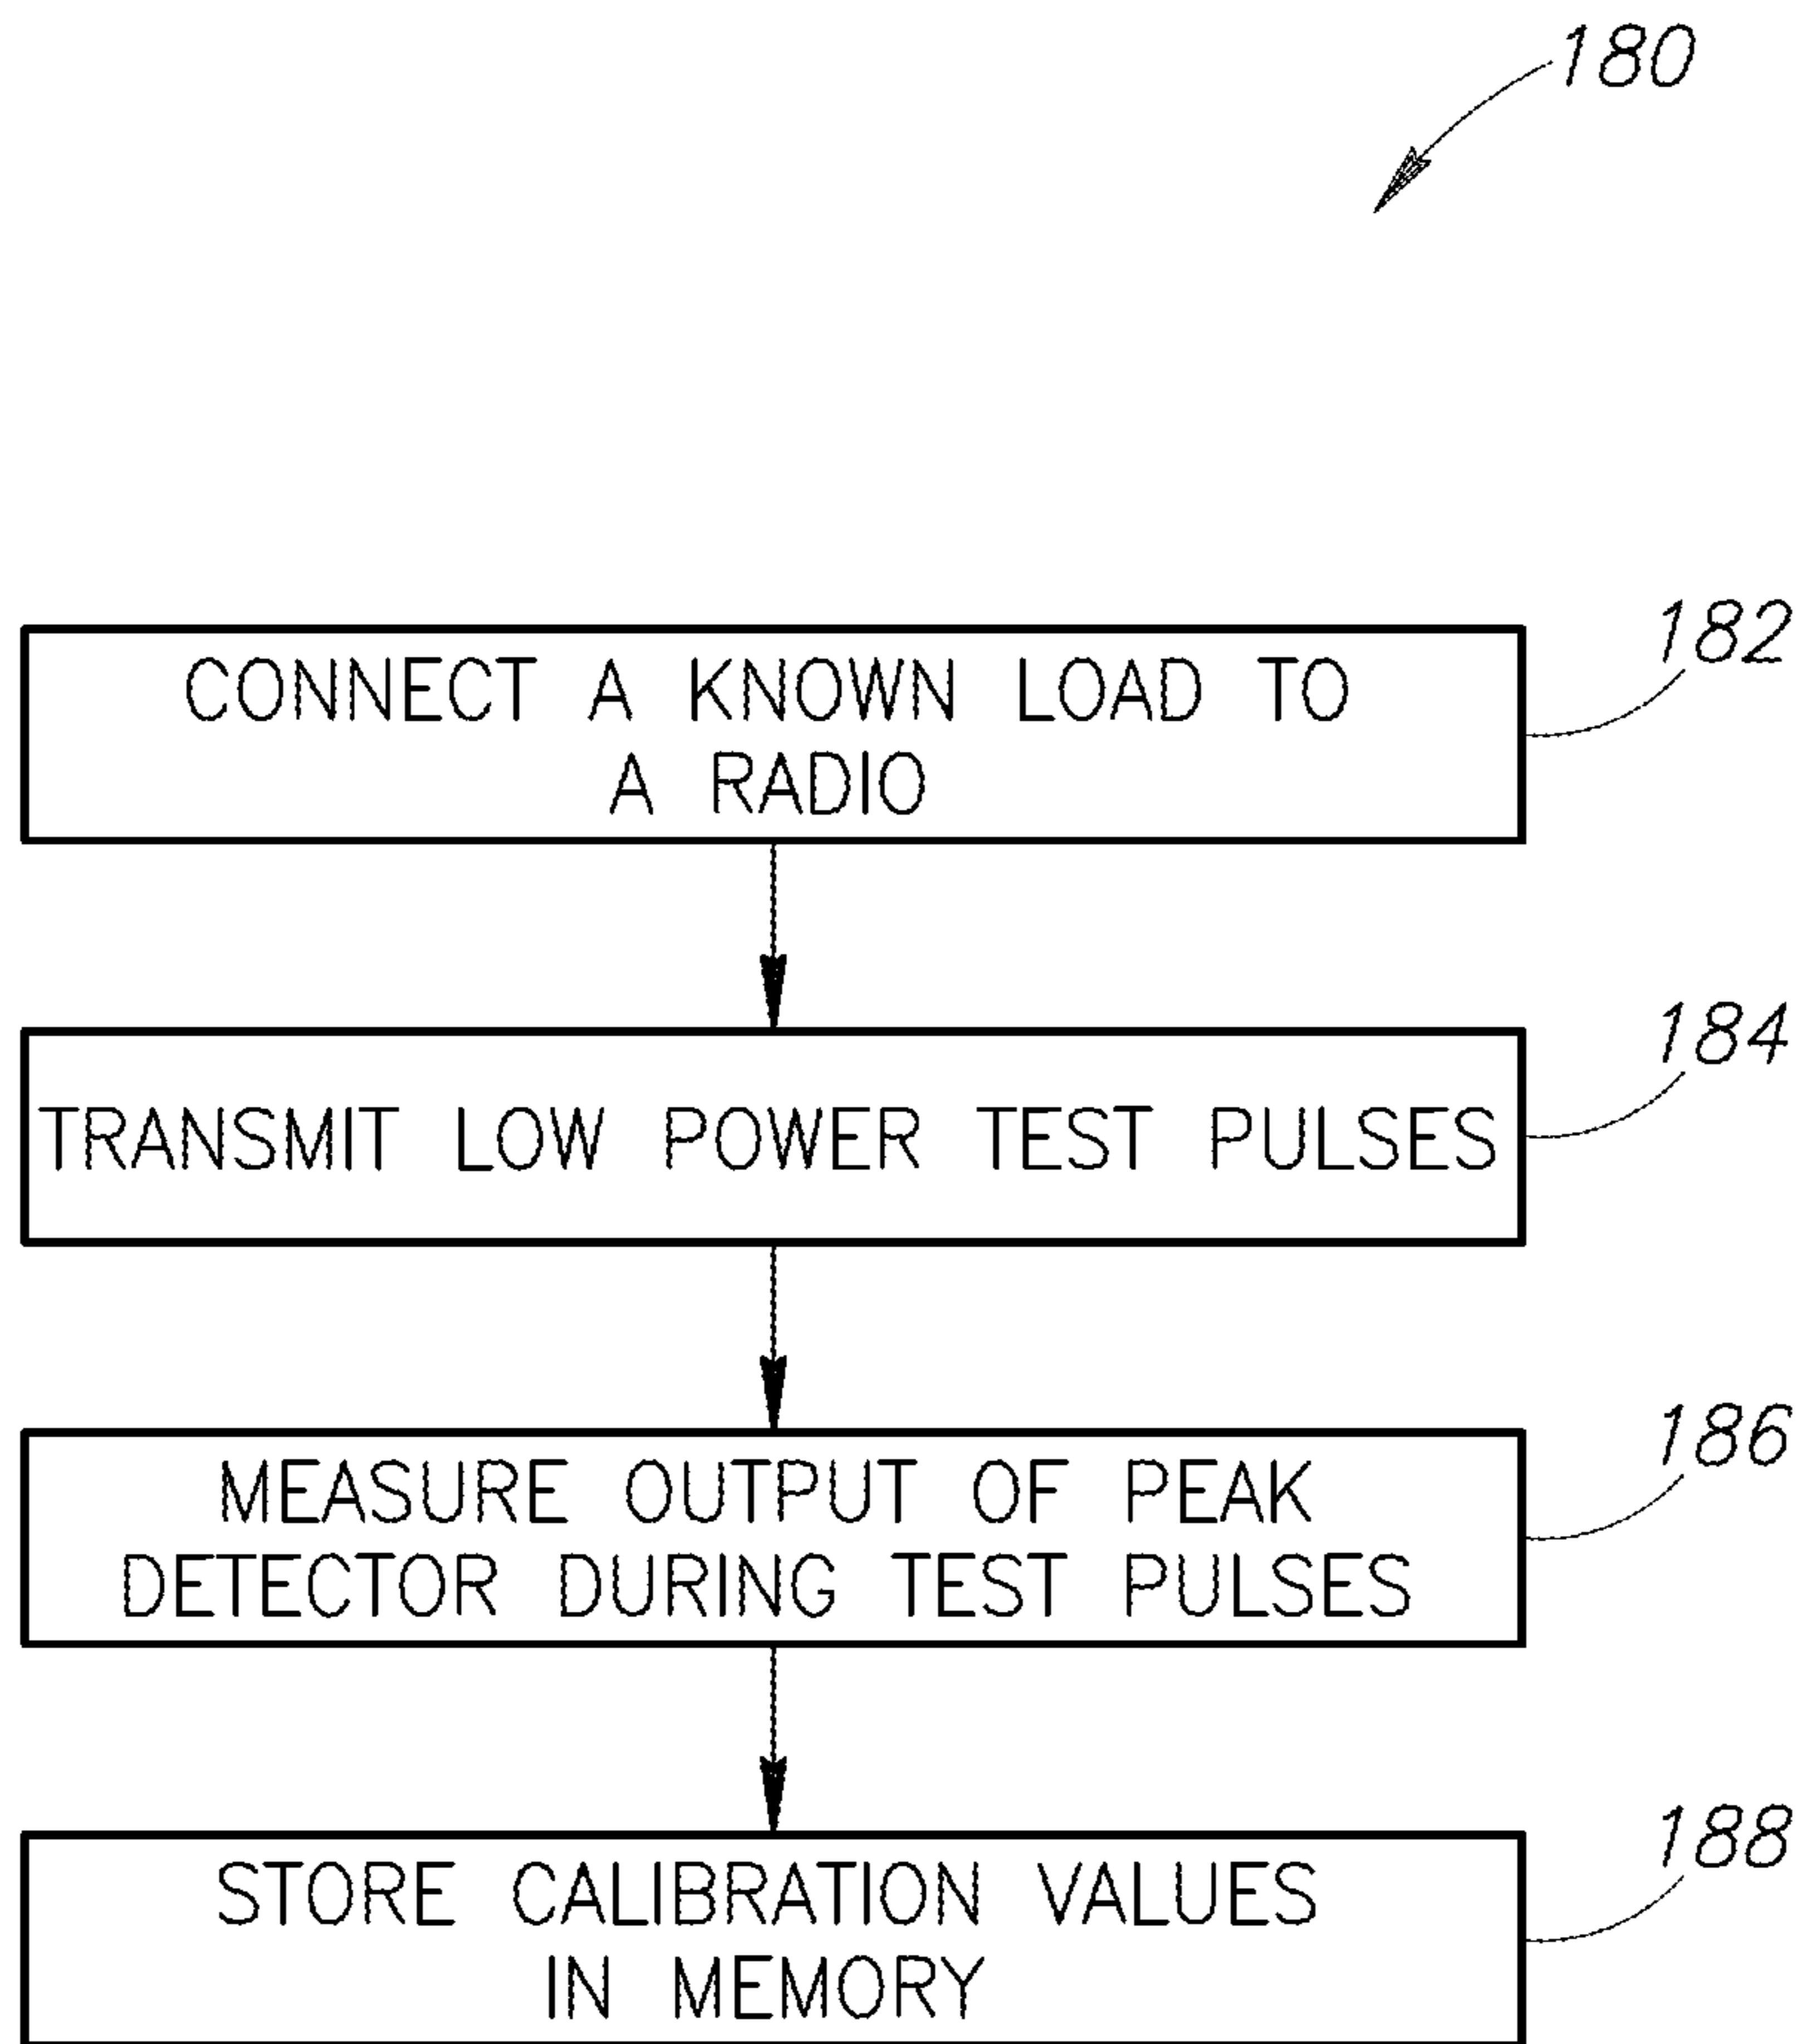 180
182
CONNECT A KNOWN LOAD TO
A RADIO
184
TRANSMIT LOW POWER TEST PULSES
186
MEASURE OUTPUT OF PEAK
DETECTOR DURING TEST PULSES
188
STORE CALIBRATION VALUES
IN MEMORY